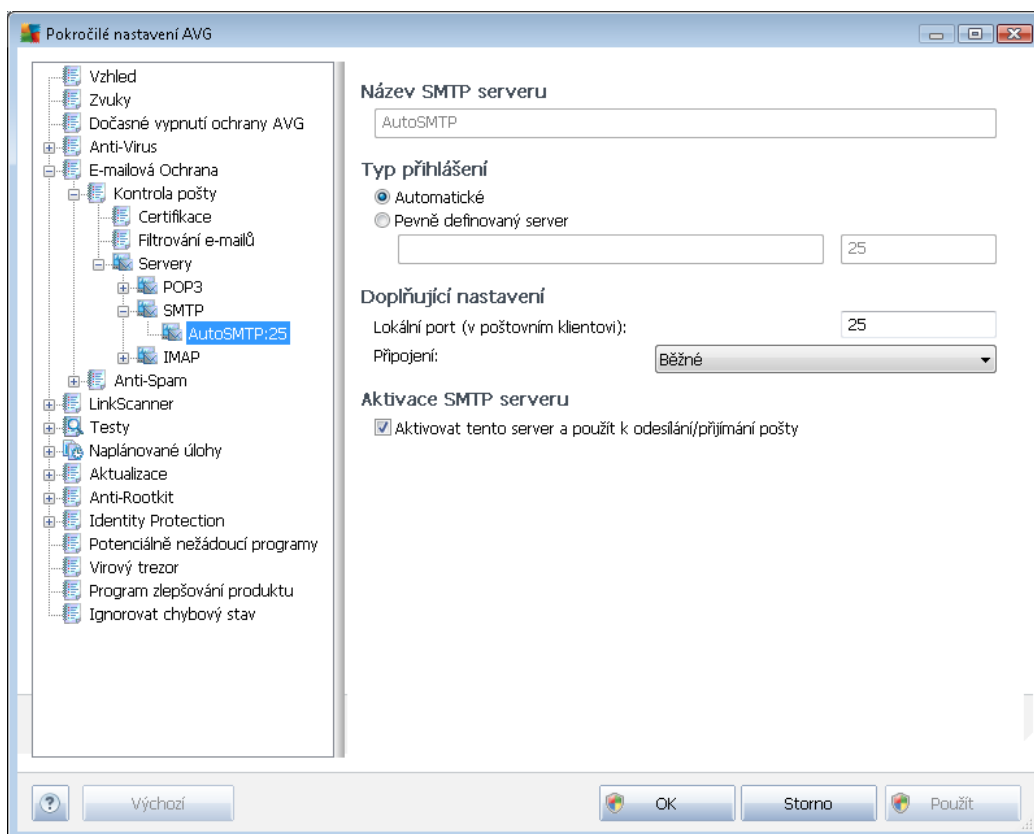 Pokročilé nastavení AVG
Vzhled
Zvuky
Dočasné vypnutí ochrany AVG
Anti-Virus
E-mailová Ochrana
Kontrola pošty
Certifikace
Filtrování e-mailů
Servery
POP3
SMTP
AutoSMTP:25
IMAP
Anti-Spam
LinkScanner
Testy
Naplánované úlohy
Aktualizace
Anti-Rootkit
Identity Protection
Potenciálně nežádoucí programy
Virový trezor
Program zlepšování produktu
Ignorovat chybový stav
Název SMTP serveru
AutoSMTP
Typ přihlášení
Automatické
Pevně definovaný server
25
Doplňující nastavení
Lokální port (v poštovním klientovi): 25
Připojení: Běžné
Aktivace SMTP serveru
Aktivovat tento server a použít k odesílání/přijímání pošty
? Výchozí OK Storno Použít